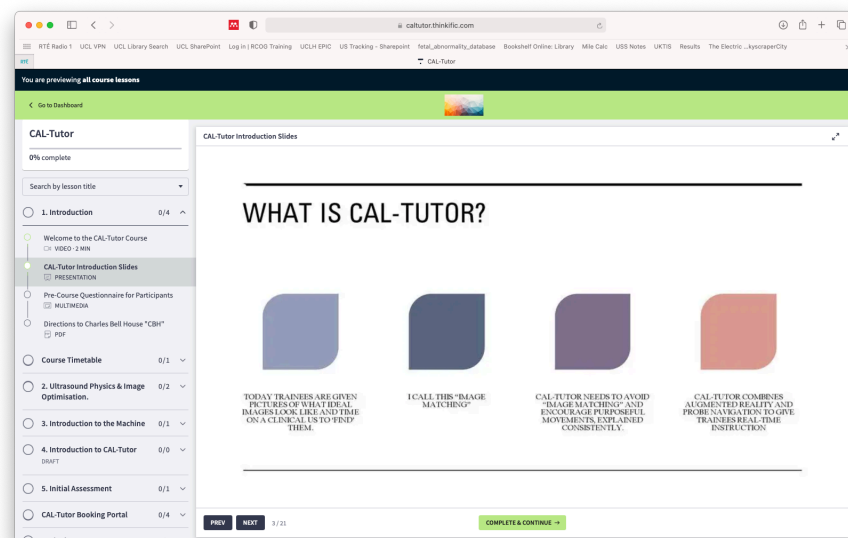 caltutor.thinkific.com
RTÉ Radio 1 UCL VPN UCL Library Search UCL SharePoint Log in | RCOG Training UCLH EPIC US Tracking - Sharepoint fetal_abnormality_database Bookshelf Online: Library Mile Calc USS Notes UKTIS Results The Electric ...kyscraperCity
RTÉ
CAL-Tutor
You are previewing all course lessons
Go to Dashboard
CAL-Tutor
0% complete
Search by lesson title
1. Introduction 0/4
Welcome to the CAL-Tutor Course
VIDEO · 2 MIN
CAL-Tutor Introduction Slides
PRESENTATION
Pre-Course Questionnaire for Participants
MULTIMEDIA
Directions to Charles Bell House "CBH"
PDF
Course Timetable 0/1
2. Ultrasound Physics & Image 0/2
Optimisation.
3. Introduction to the Machine 0/1
4. Introduction to CAL-Tutor 0/0
DRAFT
5. Initial Assessment 0/1
CAL-Tutor Booking Portal 0/4
CAL-Tutor Introduction Slides
WHAT IS CAL-TUTOR?
TODAY TRAINEES ARE GIVEN
PICTURES OF WHAT IDEAL
IMAGES LOOK LIKE AND TIME
ON A CLINICAL US TO 'FIND'
THEM.
I CALL THIS “IMAGE
MATCHING”
CAL-TUTOR NEEDS TO AVOID
“IMAGE MATCHING” AND
ENCOURAGE PURPOSEFUL
MOVEMENTS, EXPLAINED
CONSISTENTLY.
CAL-TUTOR COMBINES
AUGMENTED REALITY AND
PROBE NAVIGATION TO GIVE
TRAINEES REAL-TIME
INSTRUCTION
PREV NEXT 3 / 21
COMPLETE & CONTINUE →